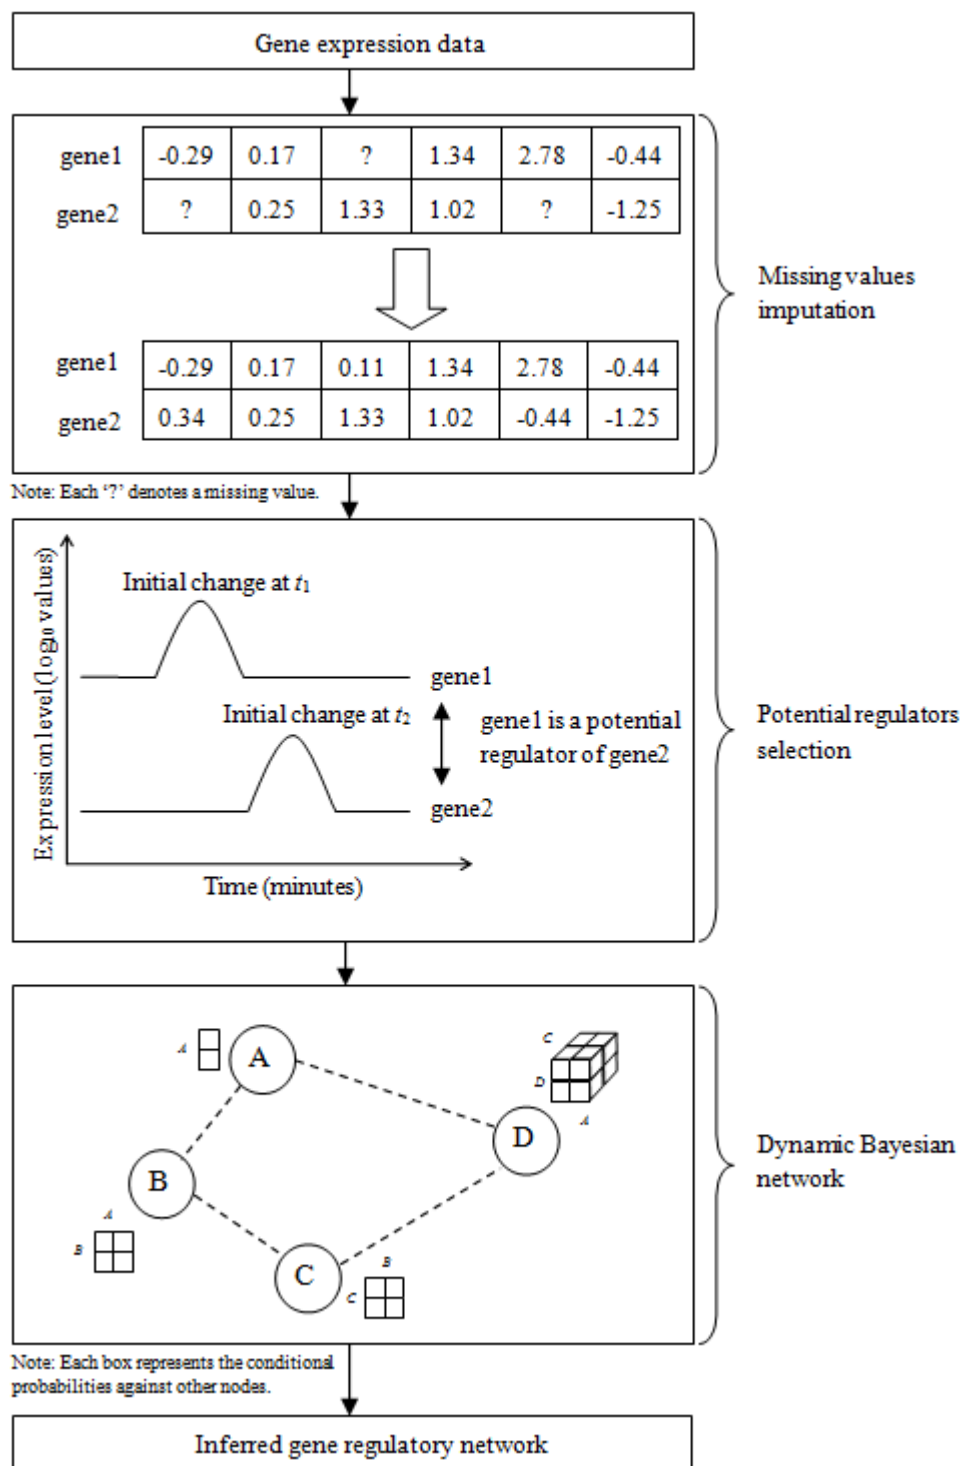 Gene expression data
gene1 -0.29 0.17 ? 1.34 2.78 -0.44
gene2 ? 0.25 1.33 1.02 ? -1.25
Missing values
imputation
gene1 -0.29 0.17 0.11 1.34 2.78 -0.44
gene2 0.34 0.25 1.33 1.02 -0.44 -1.25
Note: Each ‘?’ denotes a missing value.
Expression level (log₁₀ values)
Initial change at t₁
gene1
Initial change at t₂
gene1 is a potential
regulator of gene2
gene2
Time (minutes)
Potential regulators
selection
A
A
C
D
A
D
B
A
B
C
B
C
Dynamic Bayesian
network
Note: Each box represents the conditional
probabilities against other nodes.
Inferred gene regulatory network